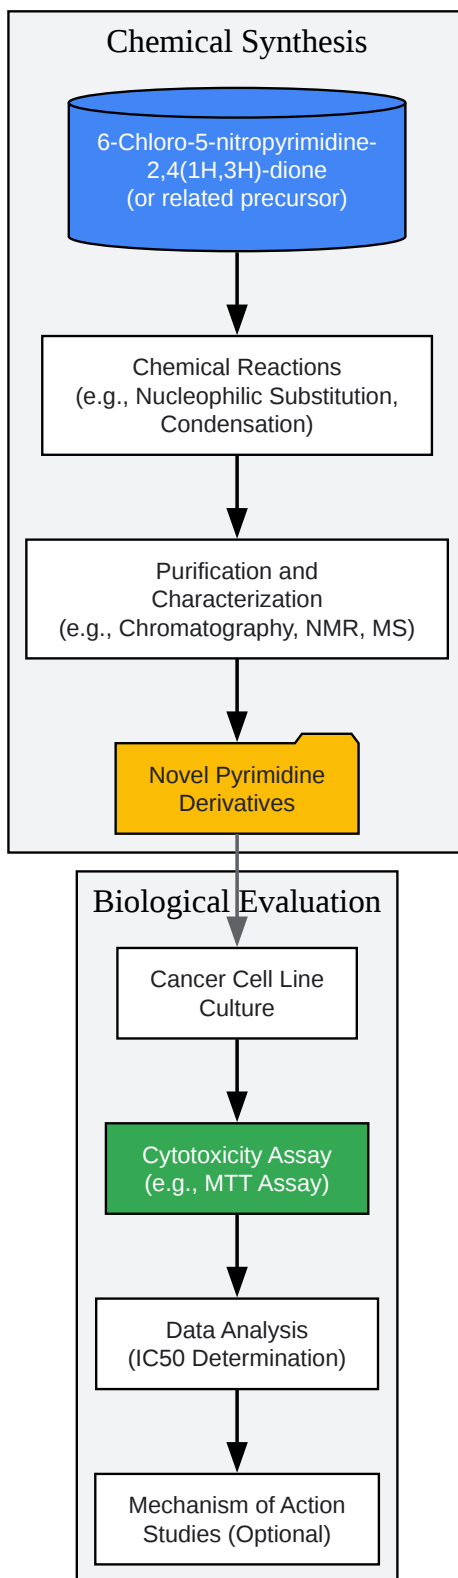 Chemical Synthesis
6-Chloro-5-nitropyrimidine-
2,4(1H,3H)-dione
(or related precursor)
Chemical Reactions
(e.g., Nucleophilic Substitution,
Condensation)
Purification and
Characterization
(e.g., Chromatography, NMR, MS)
Novel Pyrimidine
Derivatives
Biological Evaluation
Cancer Cell Line
Culture
Cytotoxicity Assay
(e.g., MTT Assay)
Data Analysis
(IC50 Determination)
Mechanism of Action
Studies (Optional)